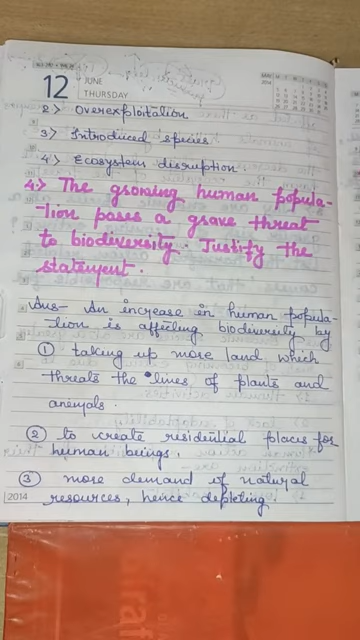 12 JUNE
THURSDAY
2> Overexploitation
3> Introduced species
4> Ecosystem disruption
4.> The growing human popula-
-tion poses a grave threat
to biodiversity. Justify the
statement.
Ans- An increase in human popula-
-tion is affecting biodiversity by
① taking up more land which
threats the lines of plants and
anemals.
② to create residential places for
human beings.
③ more demand of natural
2014 resources, hence depleting